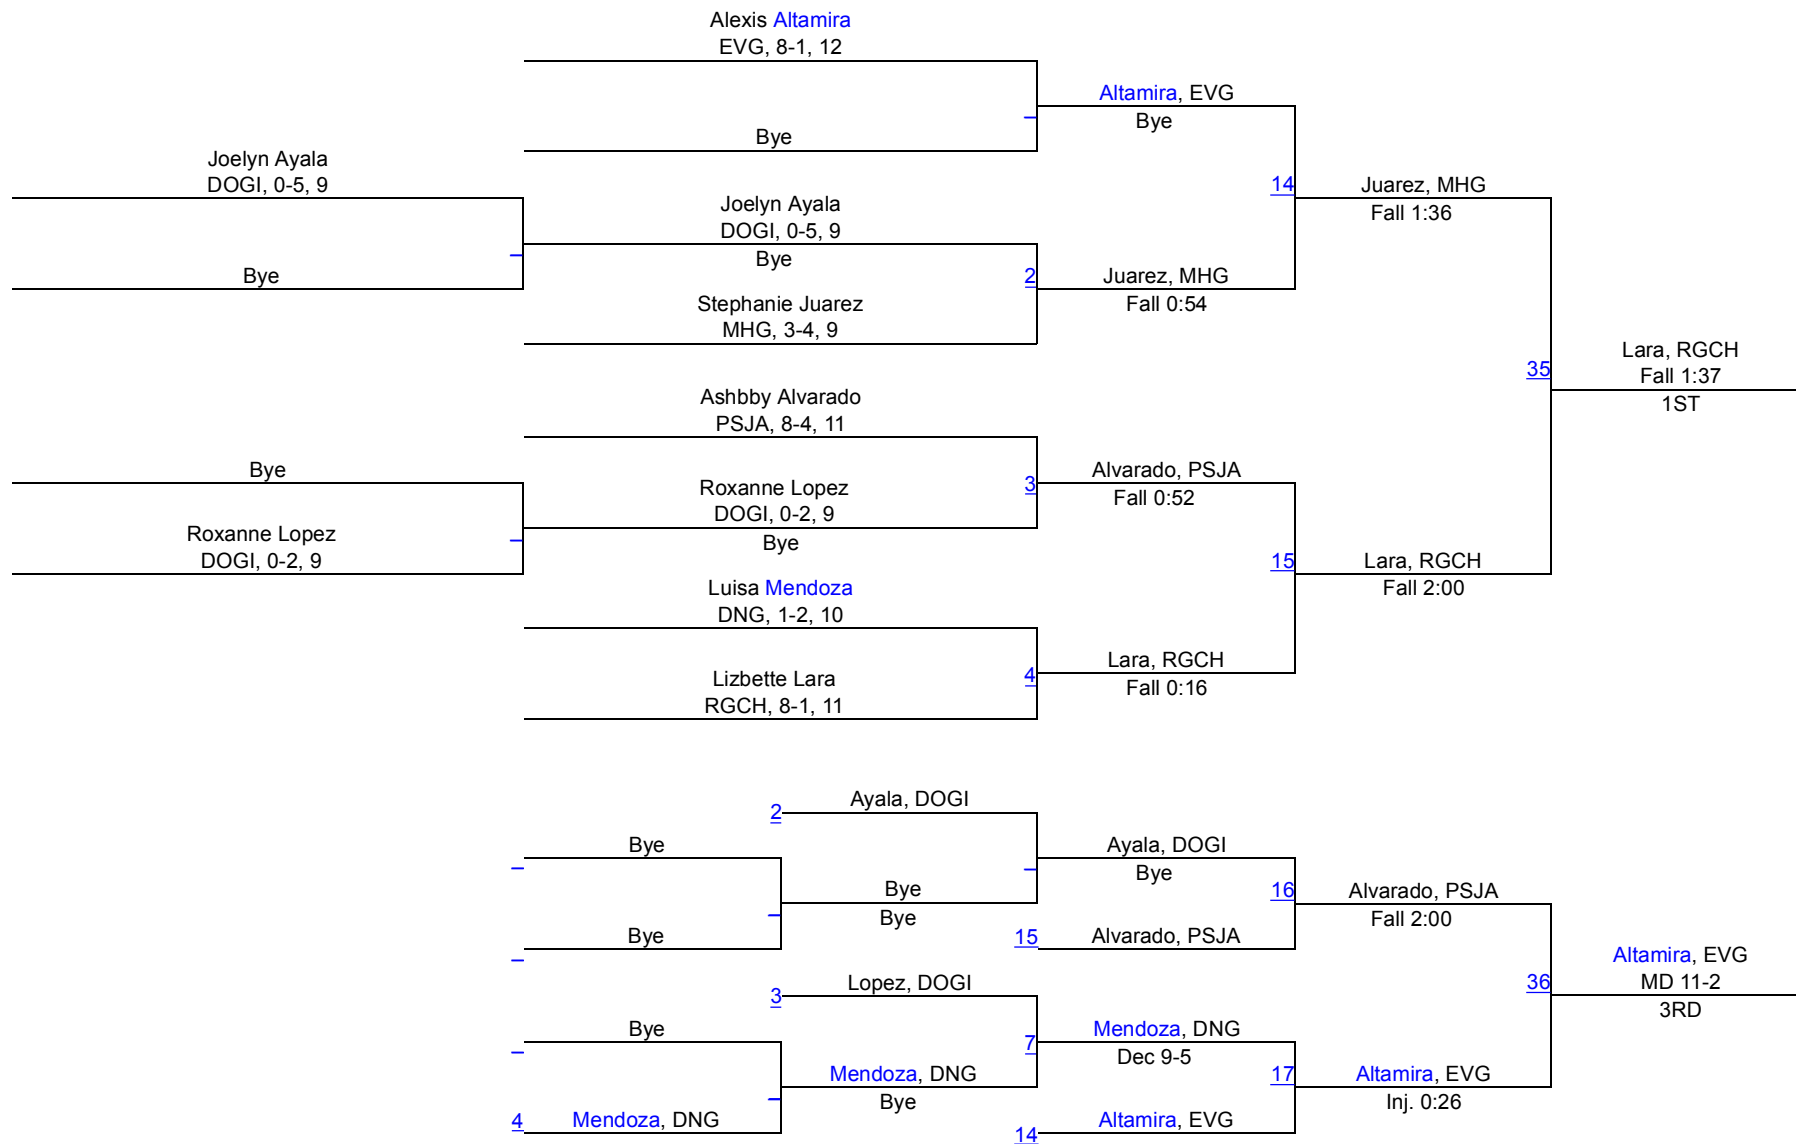 Alexis Altamira
EVG, 8-1, 12
Altamira, EVG
Bye
Bye
Joelyn Ayala
DOGI, 0-5, 9
14
Juarez, MHG
Fall 1:36
Joelyn Ayala
DOGI, 0-5, 9
Bye
Bye
2
Juarez, MHG
Fall 0:54
Stephanie Juarez
MHG, 3-4, 9
35
Lara, RGCH
Fall 1:37
1ST
Ashbby Alvarado
PSJA, 8-4, 11
Bye
3
Alvarado, PSJA
Fall 0:52
Roxanne Lopez
DOGI, 0-2, 9
Bye
Roxanne Lopez
DOGI, 0-2, 9
15
Lara, RGCH
Fall 2:00
Luisa Mendoza
DNG, 1-2, 10
Lara, RGCH
Fall 0:16
4
Lizbette Lara
RGCH, 8-1, 11
2
Ayala, DOGI
Bye
Ayala, DOGI
Bye
Bye
Bye
16
Alvarado, PSJA
Fall 2:00
Bye
15
Alvarado, PSJA
36
Altamira, EVG
MD 11-2
3RD
3
Lopez, DOGI
Bye
7
Mendoza, DNG
Dec 9-5
Mendoza, DNG
Bye
17
Altamira, EVG
Inj. 0:26
4
Mendoza, DNG
14
Altamira, EVG